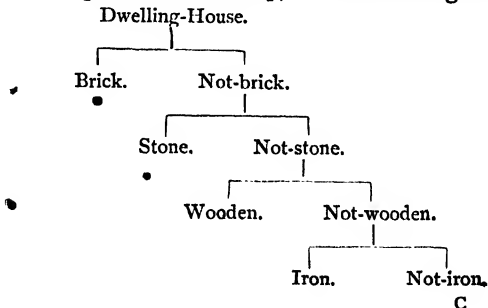 Dwelling-House.
Brick. Not-brick.
Stone. Not-stone.
Wooden. Not-wooden.
Iron. Not-iron.
C